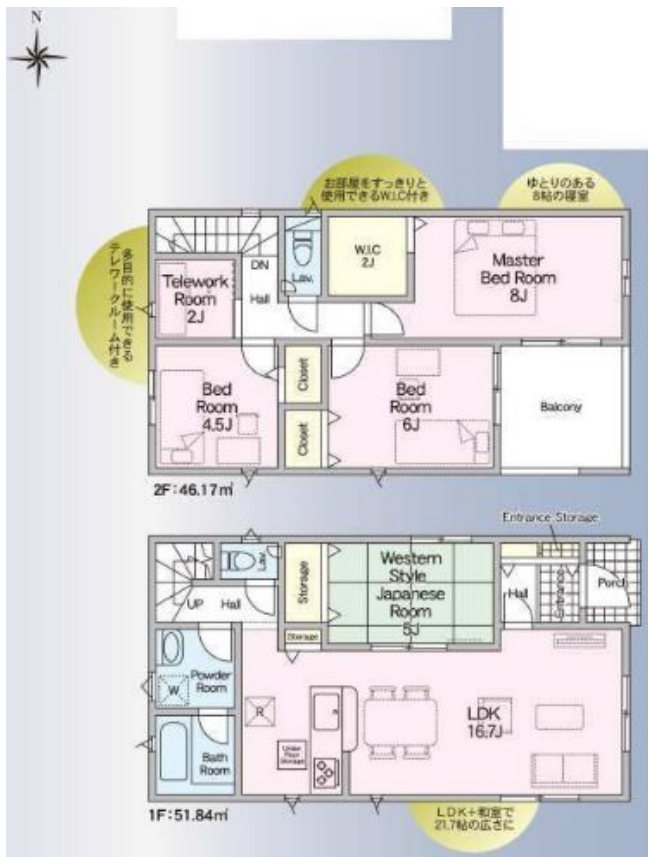 N
お部屋をすっきりと
使用できるW.I.C付き
ゆとりのある
8帖の寝室
多目的に使用できる
テレワークルーム付き
Telework
Room
2J
DN
Hall
Lav.
W.I.C
2J
Master
Bed Room
8J
Bed
Room
4.5J
Closet
Closet
Bed
Room
6J
Balcony
2F:46.17㎡
Entrance Storage
UP
Hall
Lav.
Storage
Western
Style
Japanese
Room
5J
Hall
Entrance
Porch
Storage
W
Powder
Room
R
LDK
16.7J
Bath
Room
Under
Floor
Storage
1F:51.84㎡
LDK+和室で
21.7帖の広さに